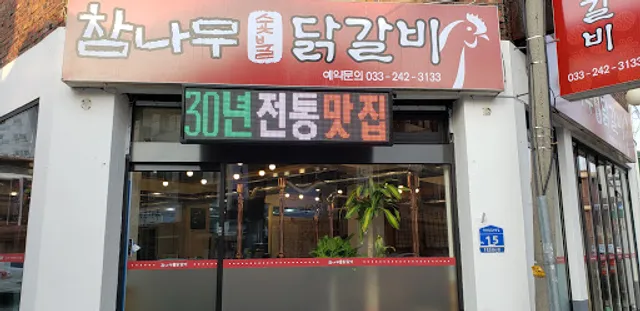 참나무 숯불 닭갈비
예약문의 033-242-3133
갈비
033-242-3133
30년전통맛집
15